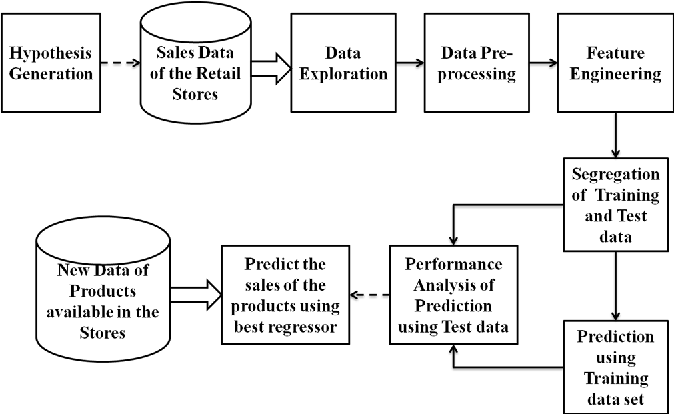 Hypothesis
Generation
Sales Data
of the Retail
Stores
Data
Exploration
Data Pre-
processing
Feature
Engineering
Segregation
of Training
and Test
data
New Data of
Products
available in the
Stores
Predict the
sales of the
products using
best regressor
Performance
Analysis of
Prediction
using Test data
Prediction
using
Training
data set